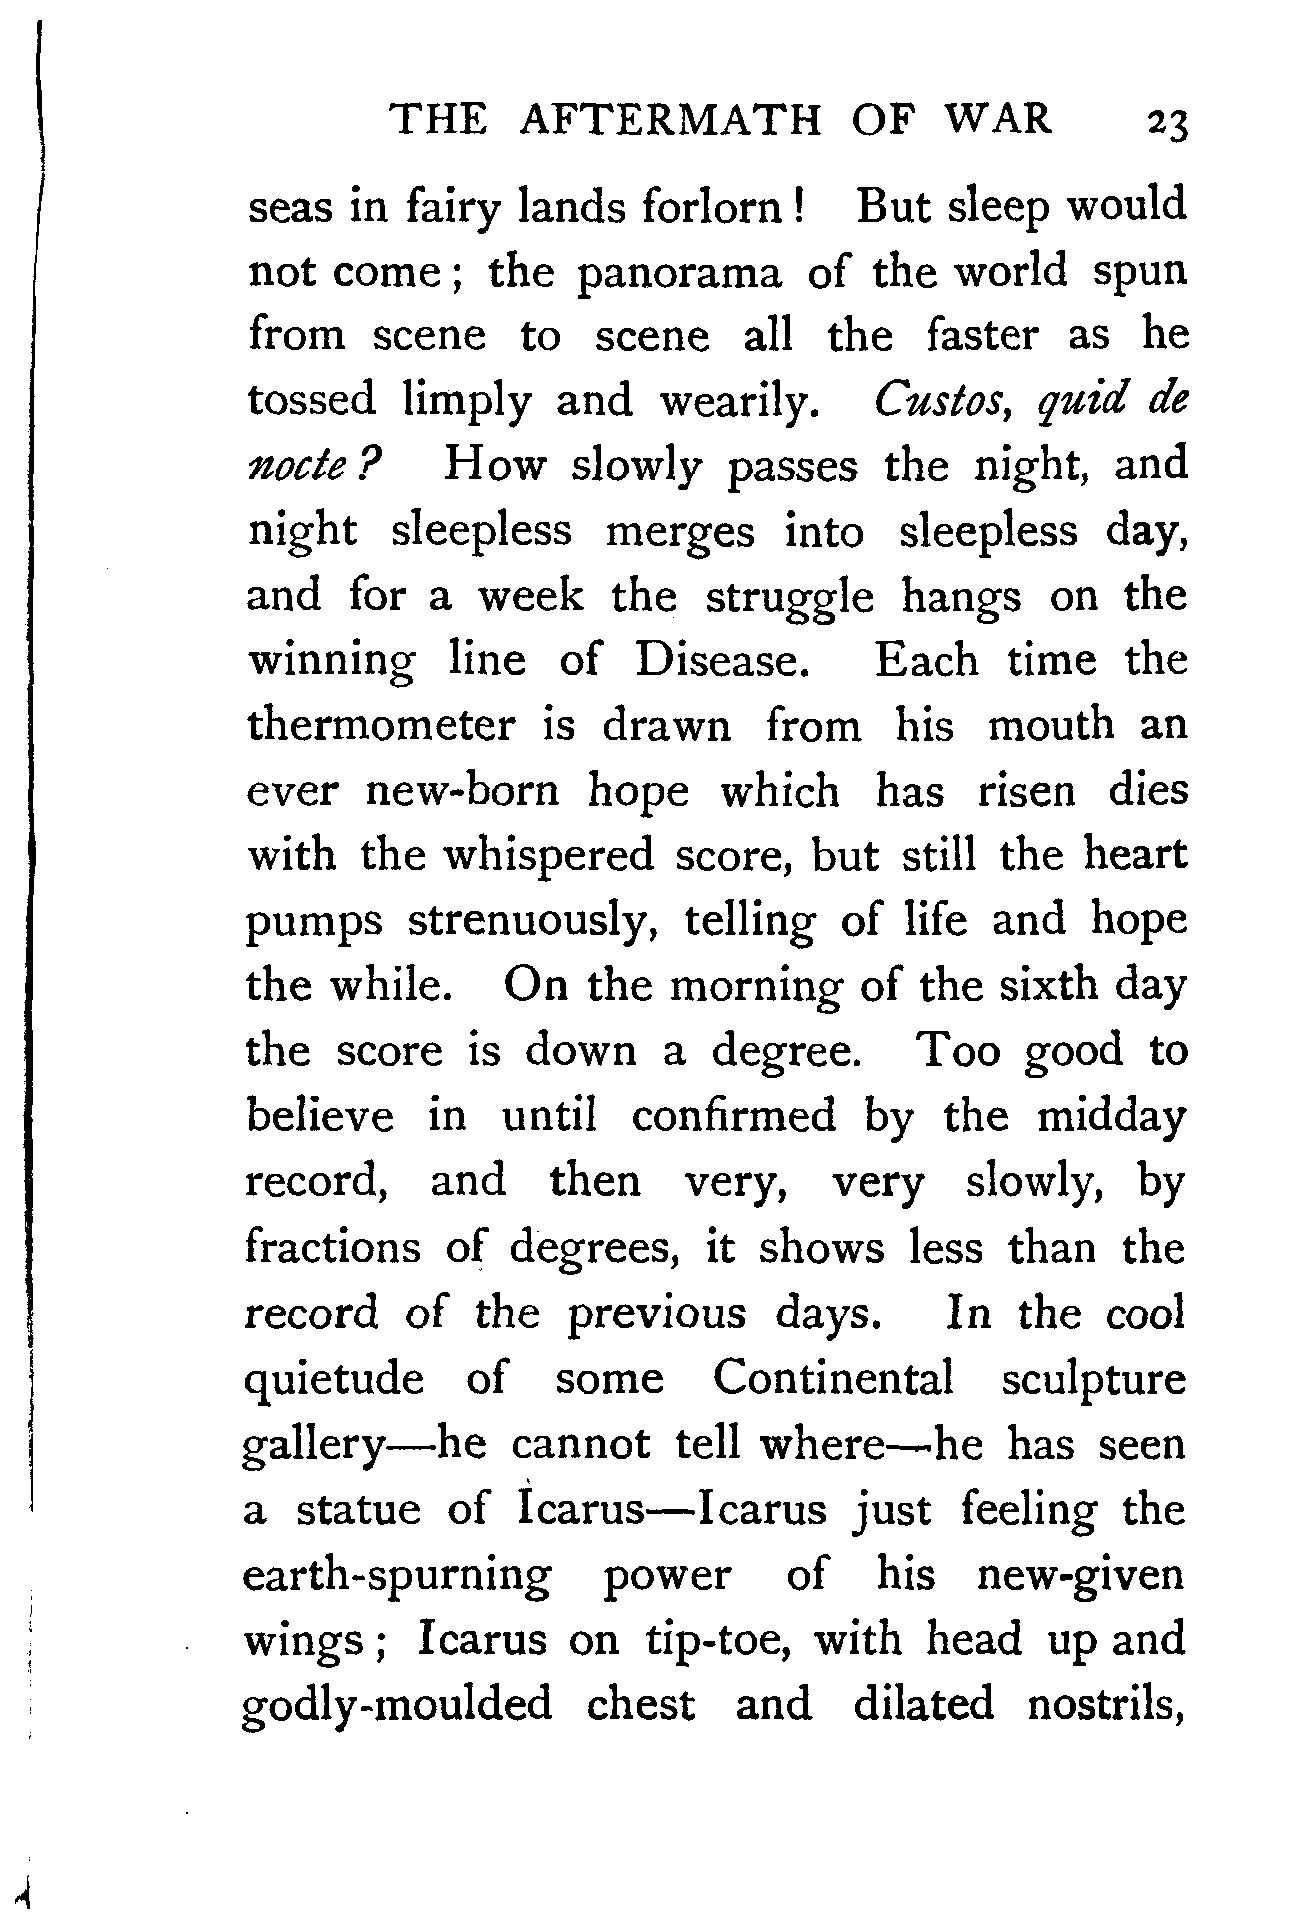 THE AFTERMATH OF WAR 23
seas in fairy lands forlorn ! But sleep would
not come ; the panorama of the world spun
from scene to scene all the faster as he
tossed limply and wearily. Custos, quid de
nocte ? How slowly passes the night, and
night sleepless merges into sleepless day,
and for a week the struggle hangs on the
winning line of Disease. Each time the
thermometer is drawn from his mouth an
ever new-born hope which has risen dies
with the whispered score, but still the heart
pumps strenuously, telling of life and hope
the while. On the morning of the sixth day
the score is down a degree. Too good to
believe in until confirmed by the midday
record, and then very, very slowly, by
fractions of degrees, it shows less than the
record of the previous days. In the cool
quietude of some Continental sculpture
gallery—he cannot tell where—he has seen
a statue of Icarus—Icarus just feeling the
earth-spurning power of his new-given
wings ; Icarus on tip-toe, with head up and
godly-moulded chest and dilated nostrils,